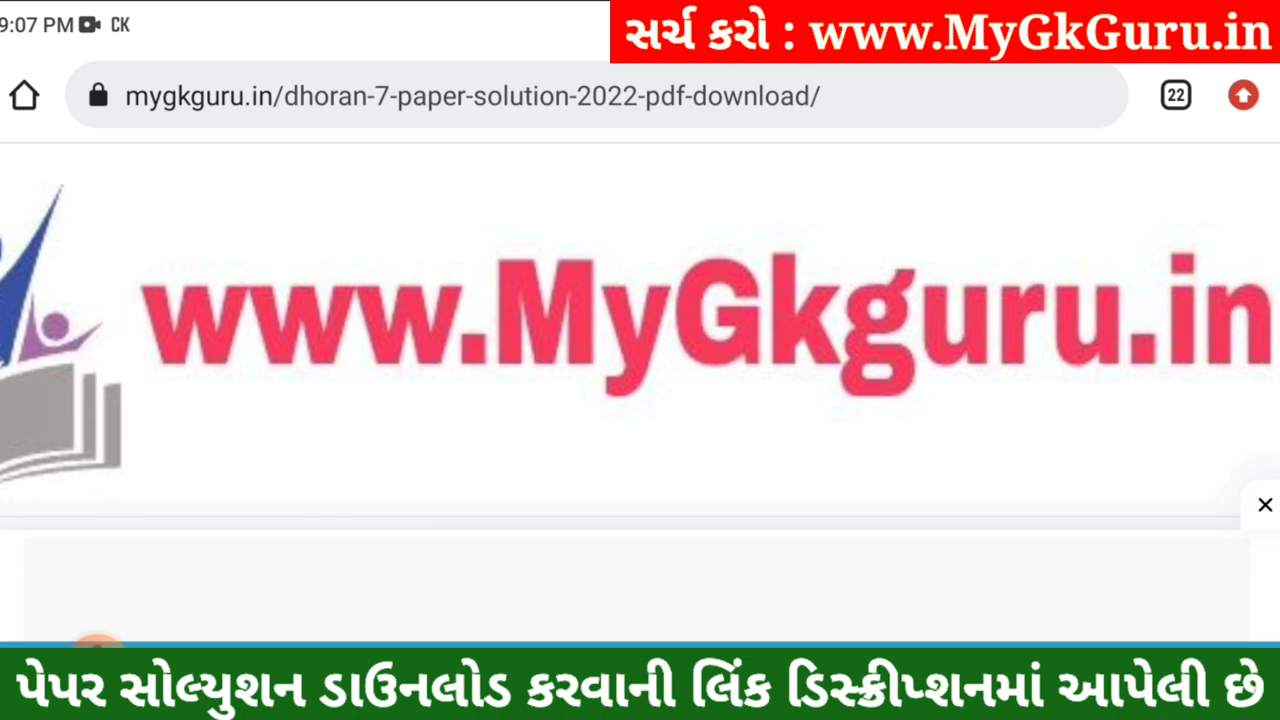 સર્ચ કરો : www.MyGkGuru.in
9:07 PM CK
mygkguru.in/dhoran-7-paper-solution-2022-pdf-download/
22
www.MyGkguru.in
પેપર સોલ્યુશન ડાઉનલોડ કરવાની લિંક ડિસ્ક્રીપ્શનમાં આપેલી છે